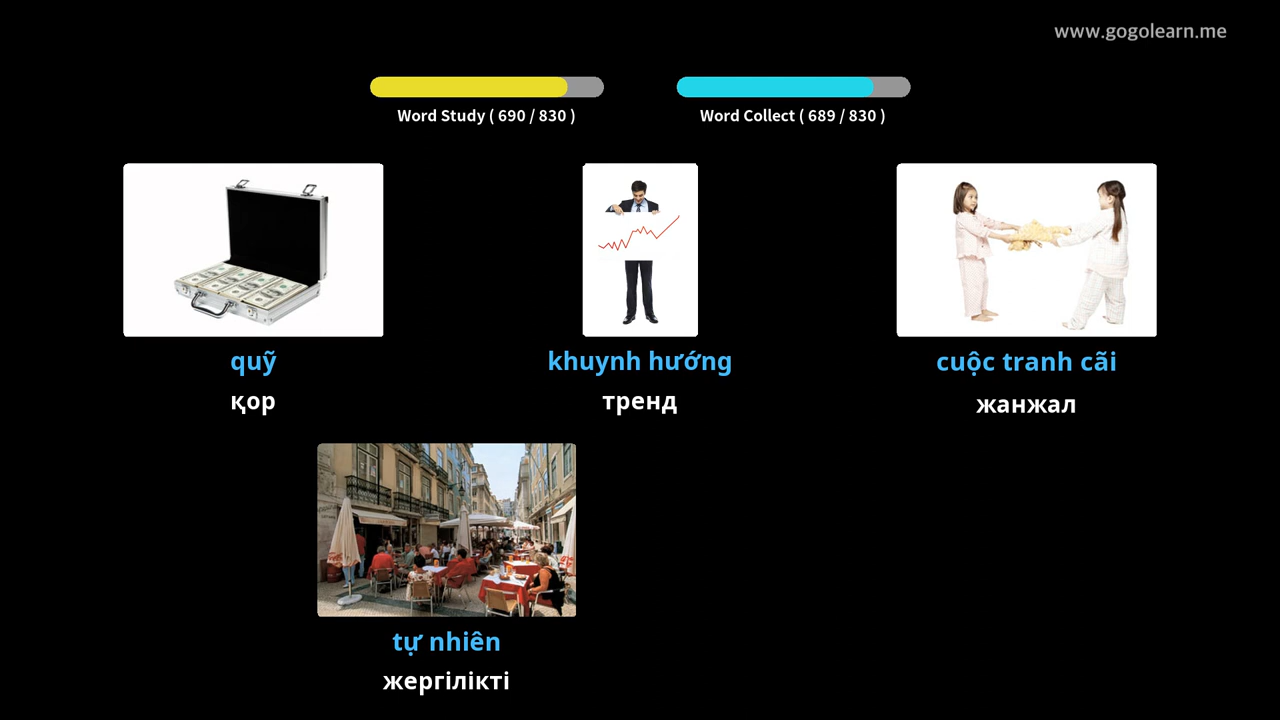 www.gogolearn.me
Word Study ( 690 / 830 )
Word Collect ( 689 / 830 )
quỹ
қор
khuynh hướng
тренд
cuộc tranh cãi
жанжал
tự nhiên
жергілікті